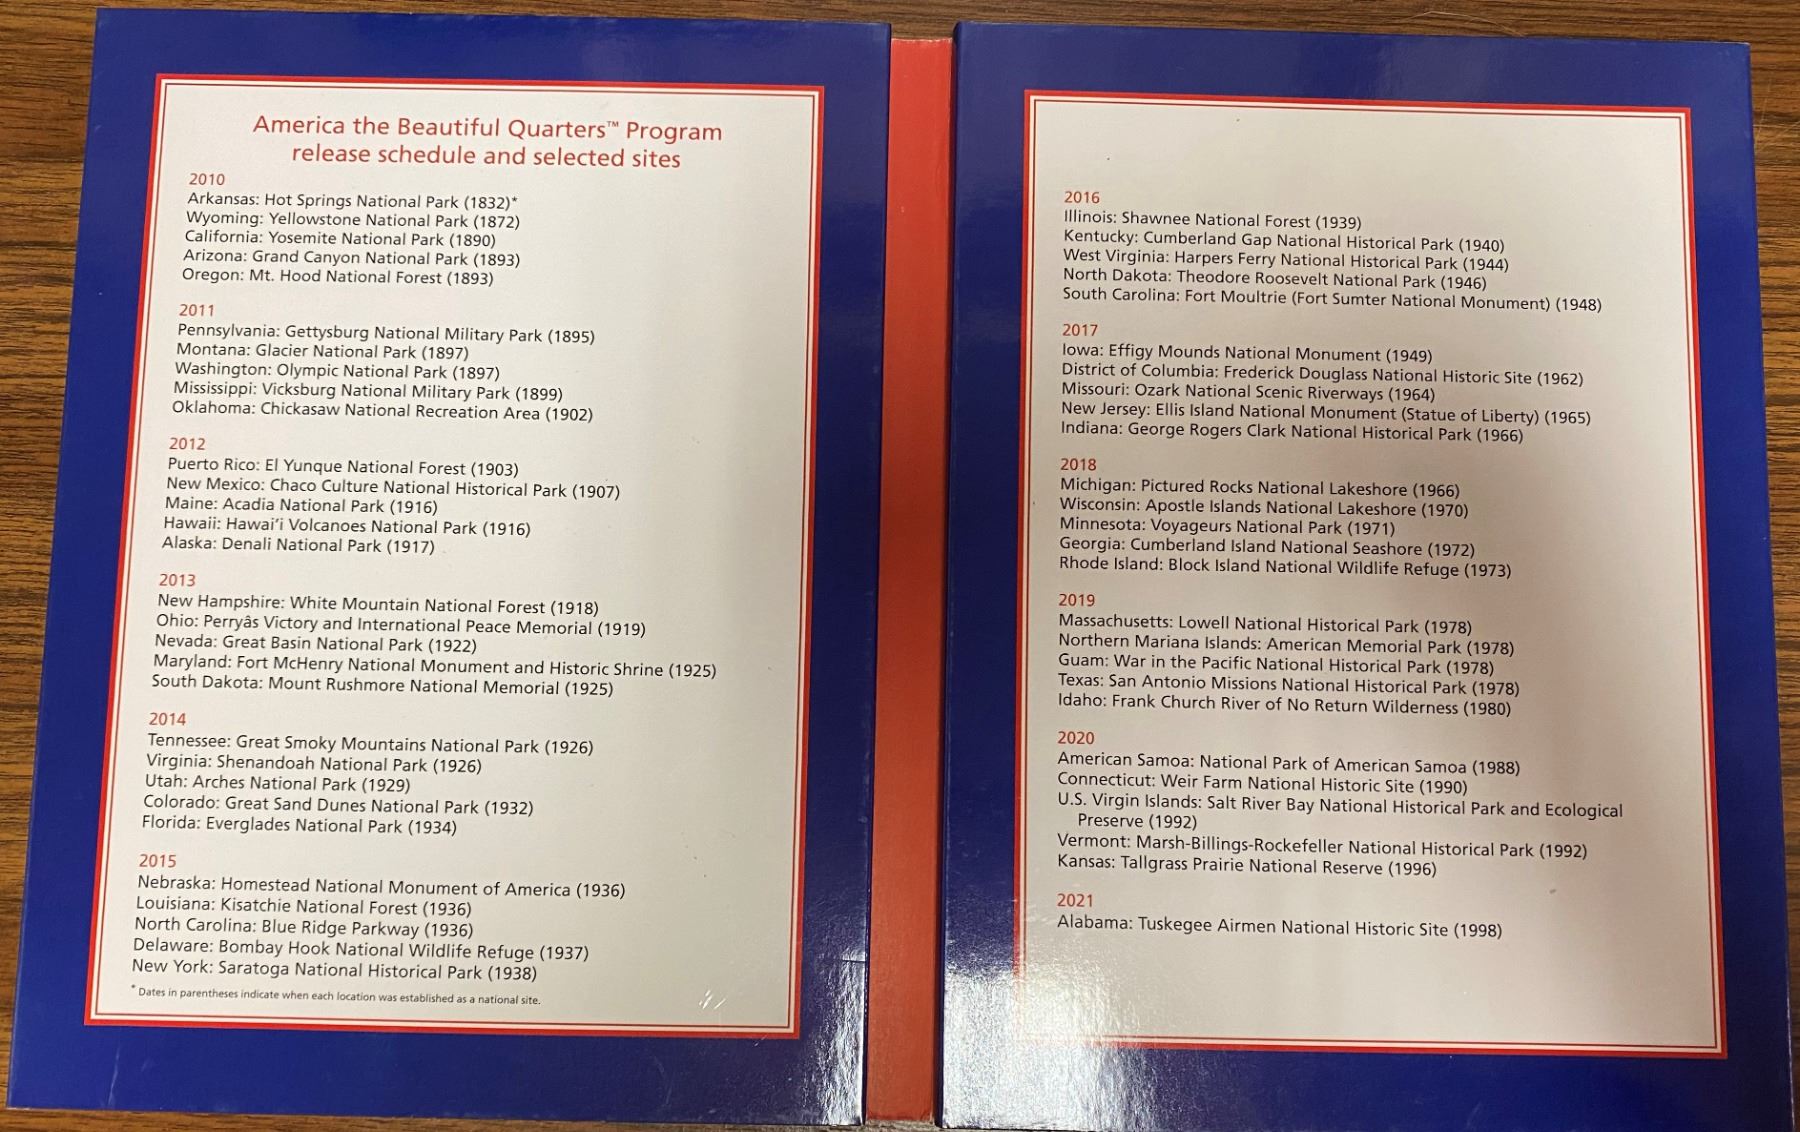 America the Beautiful Quarters™ Program
release schedule and selected sites
2010
Arkansas: Hot Springs National Park (1832)*
Wyoming: Yellowstone National Park (1872)
California: Yosemite National Park (1890)
Arizona: Grand Canyon National Park (1893)
Oregon: Mt. Hood National Forest (1893)
2011
Pennsylvania: Gettysburg National Military Park (1895)
Montana: Glacier National Park (1897)
Washington: Olympic National Park (1897)
Mississippi: Vicksburg National Military Park (1899)
Oklahoma: Chickasaw National Recreation Area (1902)
2012
Puerto Rico: El Yunque National Forest (1903)
New Mexico: Chaco Culture National Historical Park (1907)
Maine: Acadia National Park (1916)
Hawaii: Hawai'i Volcanoes National Park (1916)
Alaska: Denali National Park (1917)
2013
New Hampshire: White Mountain National Forest (1918)
Ohio: Perryâs Victory and International Peace Memorial (1919)
Nevada: Great Basin National Park (1922)
Maryland: Fort McHenry National Monument and Historic Shrine (1925)
South Dakota: Mount Rushmore National Memorial (1925)
2014
Tennessee: Great Smoky Mountains National Park (1926)
Virginia: Shenandoah National Park (1926)
Utah: Arches National Park (1929)
Colorado: Great Sand Dunes National Park (1932)
Florida: Everglades National Park (1934)
2015
Nebraska: Homestead National Monument of America (1936)
Louisiana: Kisatchie National Forest (1936)
North Carolina: Blue Ridge Parkway (1936)
Delaware: Bombay Hook National Wildlife Refuge (1937)
New York: Saratoga National Historical Park (1938)
* Dates in parentheses indicate when each location was established as a national site.
2016
Illinois: Shawnee National Forest (1939)
Kentucky: Cumberland Gap National Historical Park (1940)
West Virginia: Harpers Ferry National Historical Park (1944)
North Dakota: Theodore Roosevelt National Park (1946)
South Carolina: Fort Moultrie (Fort Sumter National Monument) (1948)
2017
Iowa: Effigy Mounds National Monument (1949)
District of Columbia: Frederick Douglass National Historic Site (1962)
Missouri: Ozark National Scenic Riverways (1964)
New Jersey: Ellis Island National Monument (Statue of Liberty) (1965)
Indiana: George Rogers Clark National Historical Park (1966)
2018
Michigan: Pictured Rocks National Lakeshore (1966)
Wisconsin: Apostle Islands National Lakeshore (1970)
Minnesota: Voyageurs National Park (1971)
Georgia: Cumberland Island National Seashore (1972)
Rhode Island: Block Island National Wildlife Refuge (1973)
2019
Massachusetts: Lowell National Historical Park (1978)
Northern Mariana Islands: American Memorial Park (1978)
Guam: War in the Pacific National Historical Park (1978)
Texas: San Antonio Missions National Historical Park (1978)
Idaho: Frank Church River of No Return Wilderness (1980)
2020
American Samoa: National Park of American Samoa (1988)
Connecticut: Weir Farm National Historic Site (1990)
U.S. Virgin Islands: Salt River Bay National Historical Park and Ecological
Preserve (1992)
Vermont: Marsh-Billings-Rockefeller National Historical Park (1992)
Kansas: Tallgrass Prairie National Reserve (1996)
2021
Alabama: Tuskegee Airmen National Historic Site (1998)